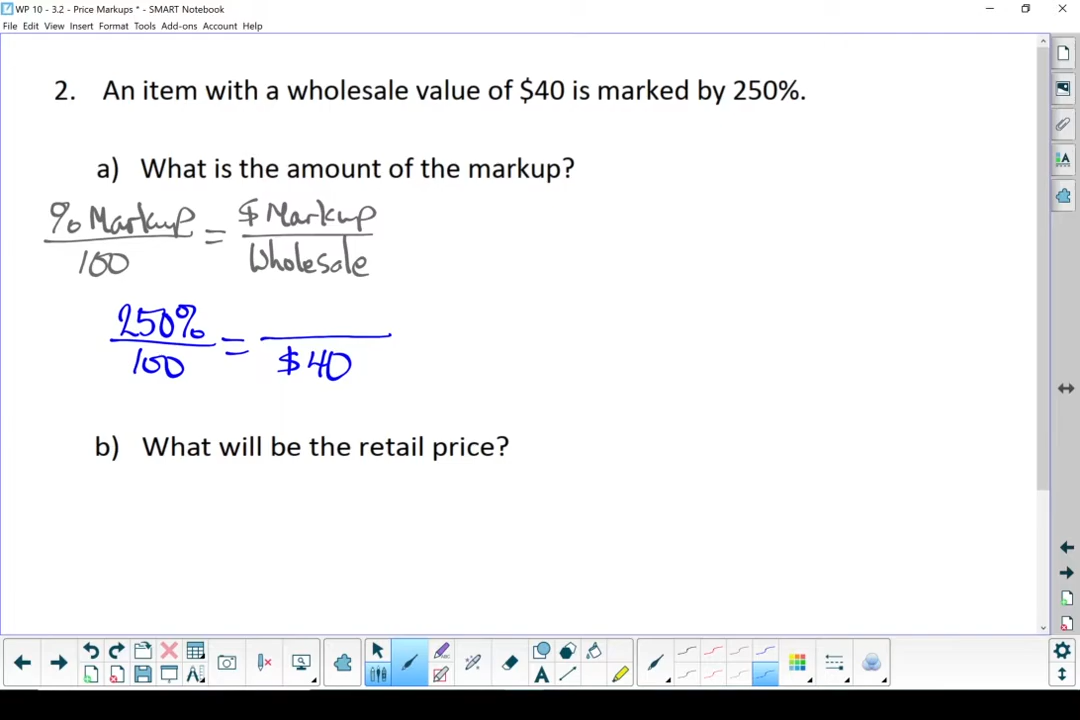 WP 10 - 3.2 - Price Markups * - SMART Notebook
File Edit View Insert Format Tools Add-ons Account Help
2. An item with a wholesale value of $40 is marked by 250%.
a) What is the amount of the markup?
% Markup / 100 = $ Markup / Wholesale
250% / 100 = / $40
b) What will be the retail price?